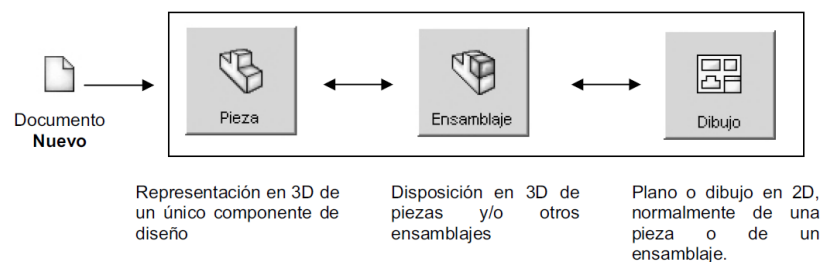 Documento
Nuevo
Pieza
Ensamblaje
Dibujo
Representación en 3D de
un único componente de
diseño
Disposición en 3D de
piezas y/o otros
ensamblajes
Plano o dibujo en 2D,
normalmente de una
pieza o de un
ensamblaje.